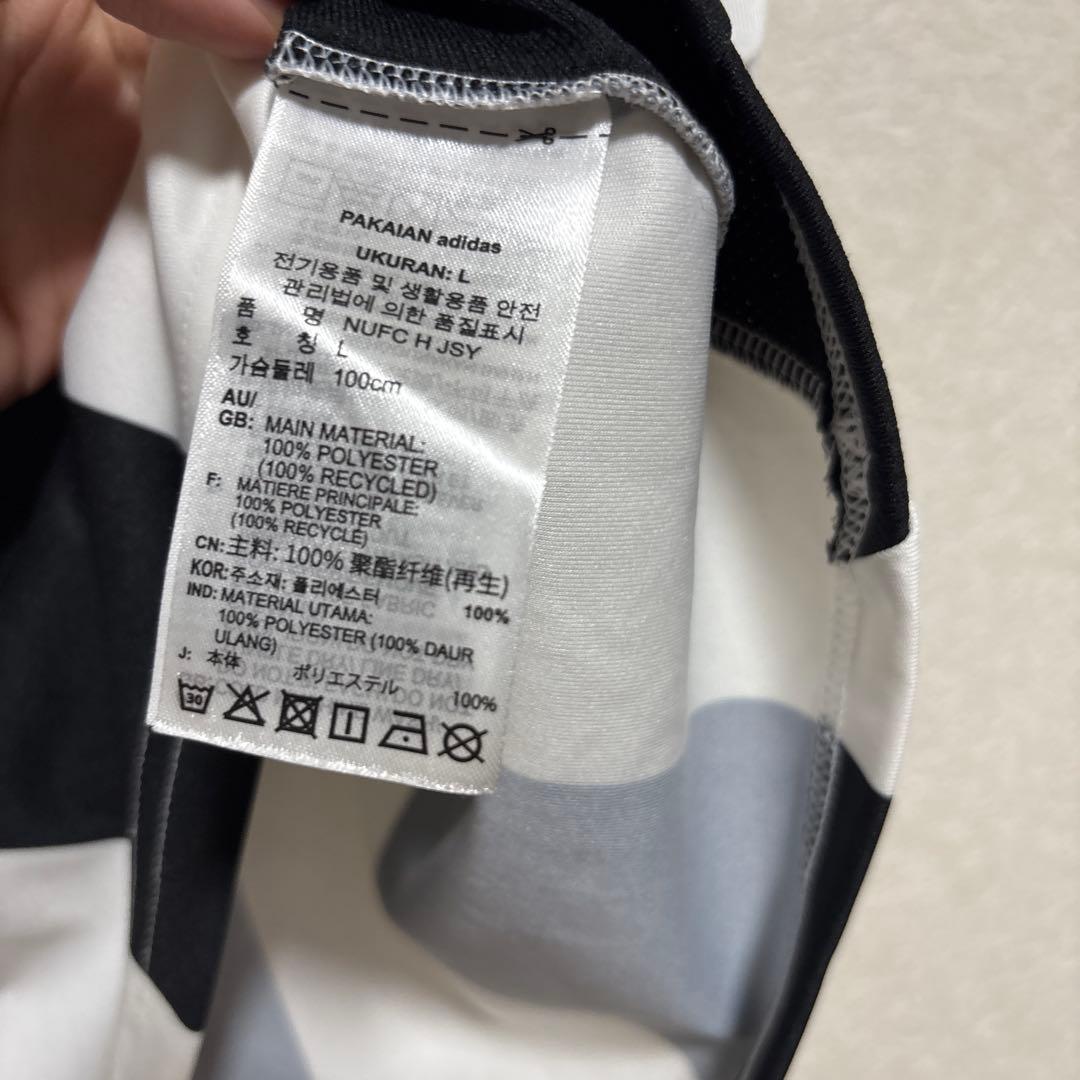 PAKAIAN adidas
UKURAN: L
전기용품 및 생활용품 안전
관리법에 의한 품질표시
품 명 NUFC H JSY
호 칭 L
가슴둘레 100cm
AU/
GB: MAIN MATERIAL:
100% POLYESTER
(100% RECYCLED)
F: MATIERE PRINCIPALE:
100% POLYESTER
(100% RECYCLE)
CN:主料: 100% 聚酯纤维(再生)
KOR:주소재: 폴리에스터 100%
IND: MATERIAL UTAMA:
100% POLYESTER (100% DAUR
ULANG)
J: 本体 ポリエステル 100%
30